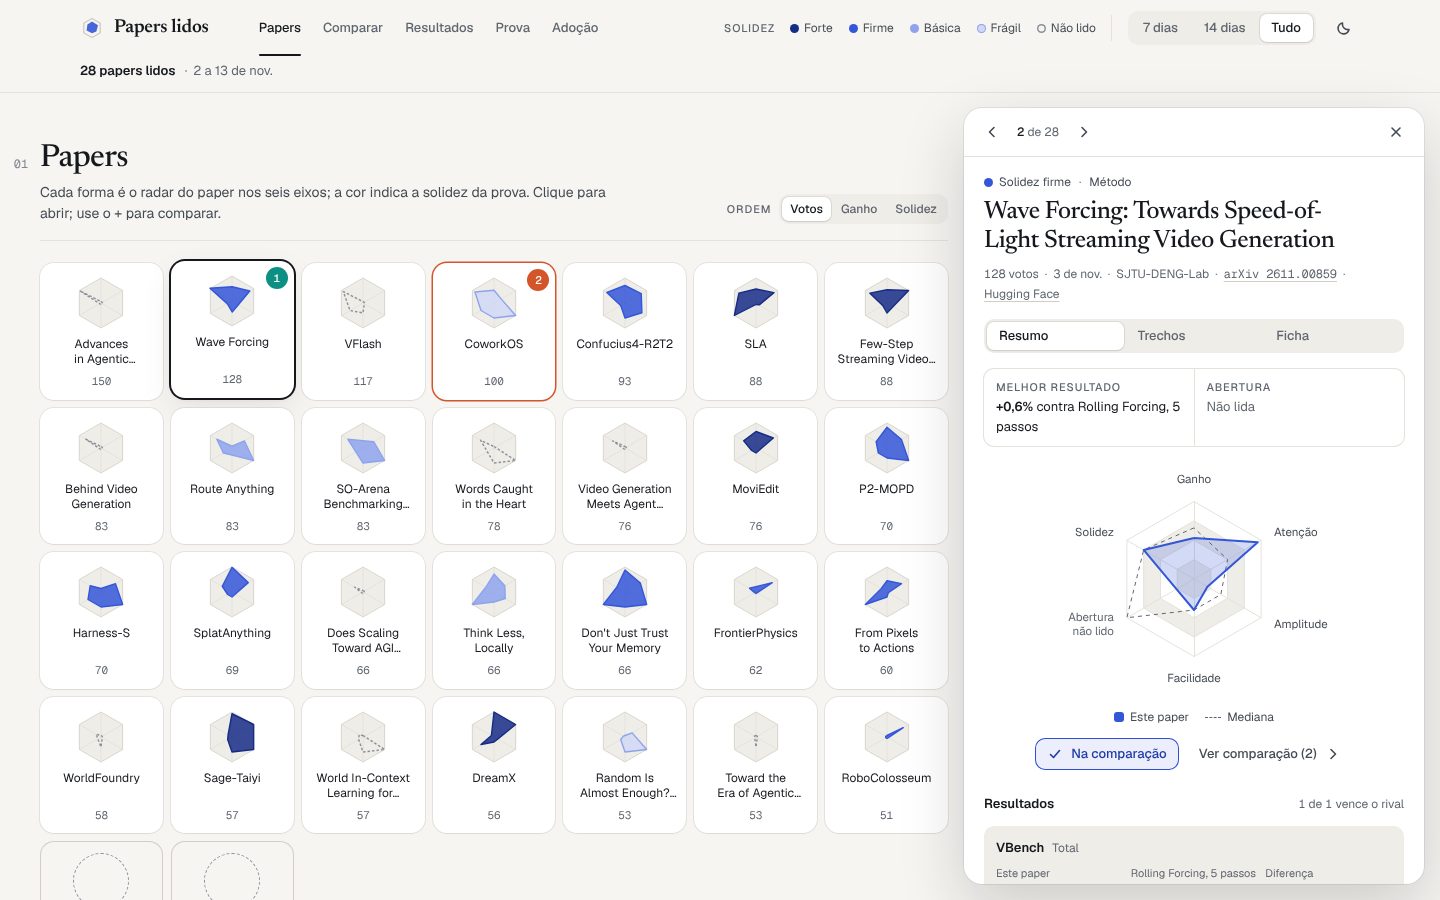 Papers lidos
Papers
Comparar
Resultados
Prova
Adoção
SOLIDEZ
Forte
Firme
Básica
Frágil
Não lido
7 dias
14 dias
Tudo
28 papers lidos · 2 a 13 de nov.
01
Papers
Cada forma é o radar do paper nos seis eixos; a cor indica a solidez da prova. Clique para
abrir; use o + para comparar.
ORDEM
Votos
Ganho
Solidez
Advances
in Agentic…
150
1
Wave Forcing
128
VFlash
117
2
CoworkOS
100
Confucius4-R2T2
93
SLA
88
Few-Step
Streaming Video…
88
Behind Video
Generation
83
Route Anything
83
SO-Arena
Benchmarking…
83
Words Caught
in the Heart
78
Video Generation
Meets Agent…
76
MoviEdit
76
P2-MOPD
70
Harness-S
70
SplatAnything
69
Does Scaling
Toward AGI…
66
Think Less,
Locally
66
Don't Just Trust
Your Memory
66
FrontierPhysics
62
From Pixels
to Actions
60
WorldFoundry
58
Sage-Taiyi
57
World In-Context
Learning for…
57
DreamX
56
Random Is
Almost Enough?…
53
Toward the
Era of Agentic…
53
RoboColosseum
51
2 de 28
Solidez firme · Método
Wave Forcing: Towards Speed-of-
Light Streaming Video Generation
128 votos · 3 de nov. · SJTU-DENG-Lab · arXiv 2611.00859 ·
Hugging Face
Resumo
Trechos
Ficha
MELHOR RESULTADO
+0,6% contra Rolling Forcing, 5
passos
ABERTURA
Não lida
Ganho
Solidez
Atenção
Abertura
não lido
Amplitude
Facilidade
Este paper
Mediana
Na comparação
Ver comparação (2)
Resultados
1 de 1 vence o rival
VBench Total
Este paper
Rolling Forcing, 5 passos
Diferença